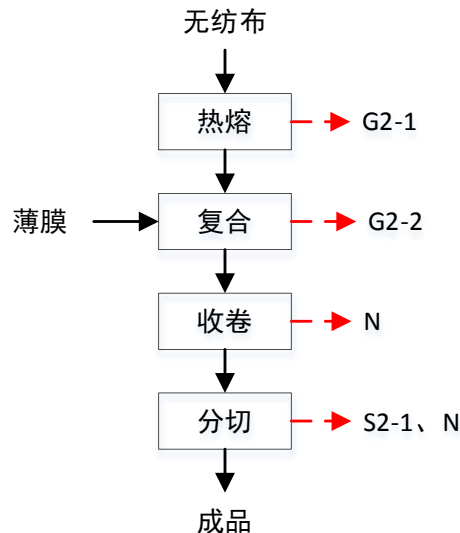 无纺布
热熔 G2-1
薄膜 复合 G2-2
收卷 N
分切 S2-1、N
成品